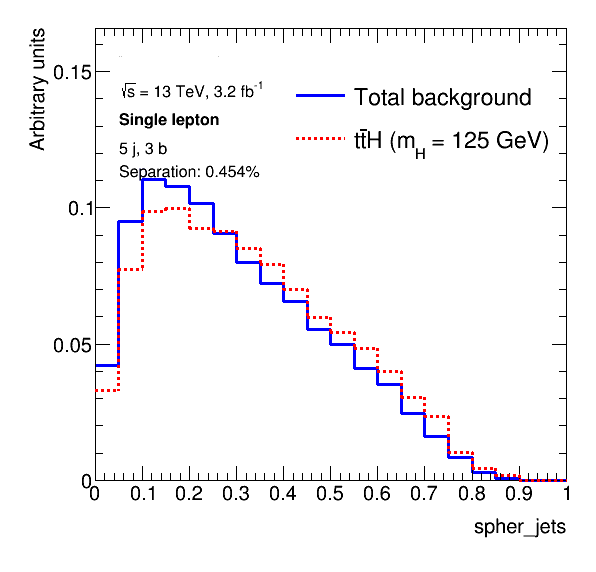 Arbitrary units
0.15
0.1
0.05
0
√s = 13 TeV, 3.2 fb⁻¹
Single lepton
5 j, 3 b
Separation: 0.454%
Total background
tt̄H (m_H = 125 GeV)
0 0.1 0.2 0.3 0.4 0.5 0.6 0.7 0.8 0.9 1
spher_jets